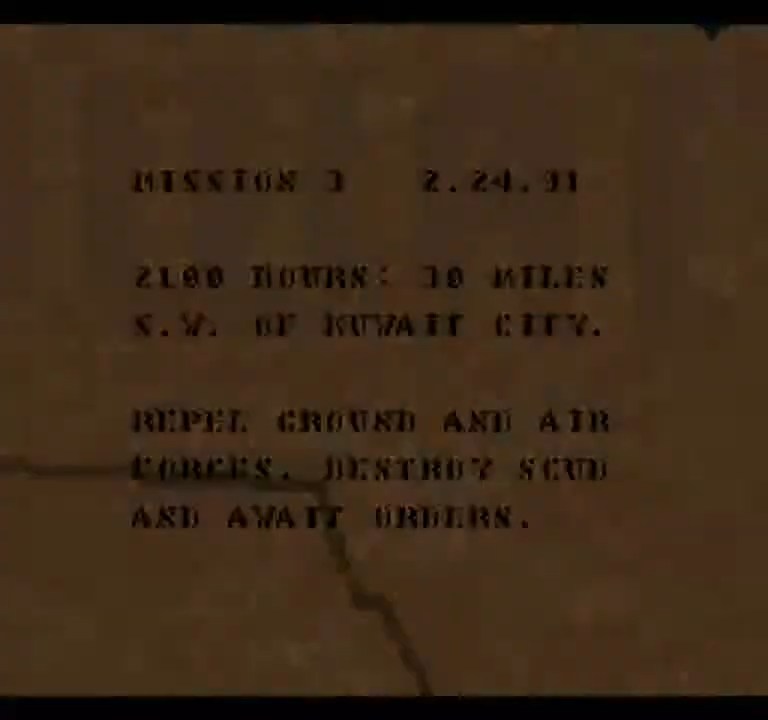 MISSION 3 2.24.91
2100 HOURS: 30 MILES
S.W. OF KUWAIT CITY.
REPEL GROUND AND AIR
FORCES. DESTROY SCUD
AND AWAIT ORDERS.